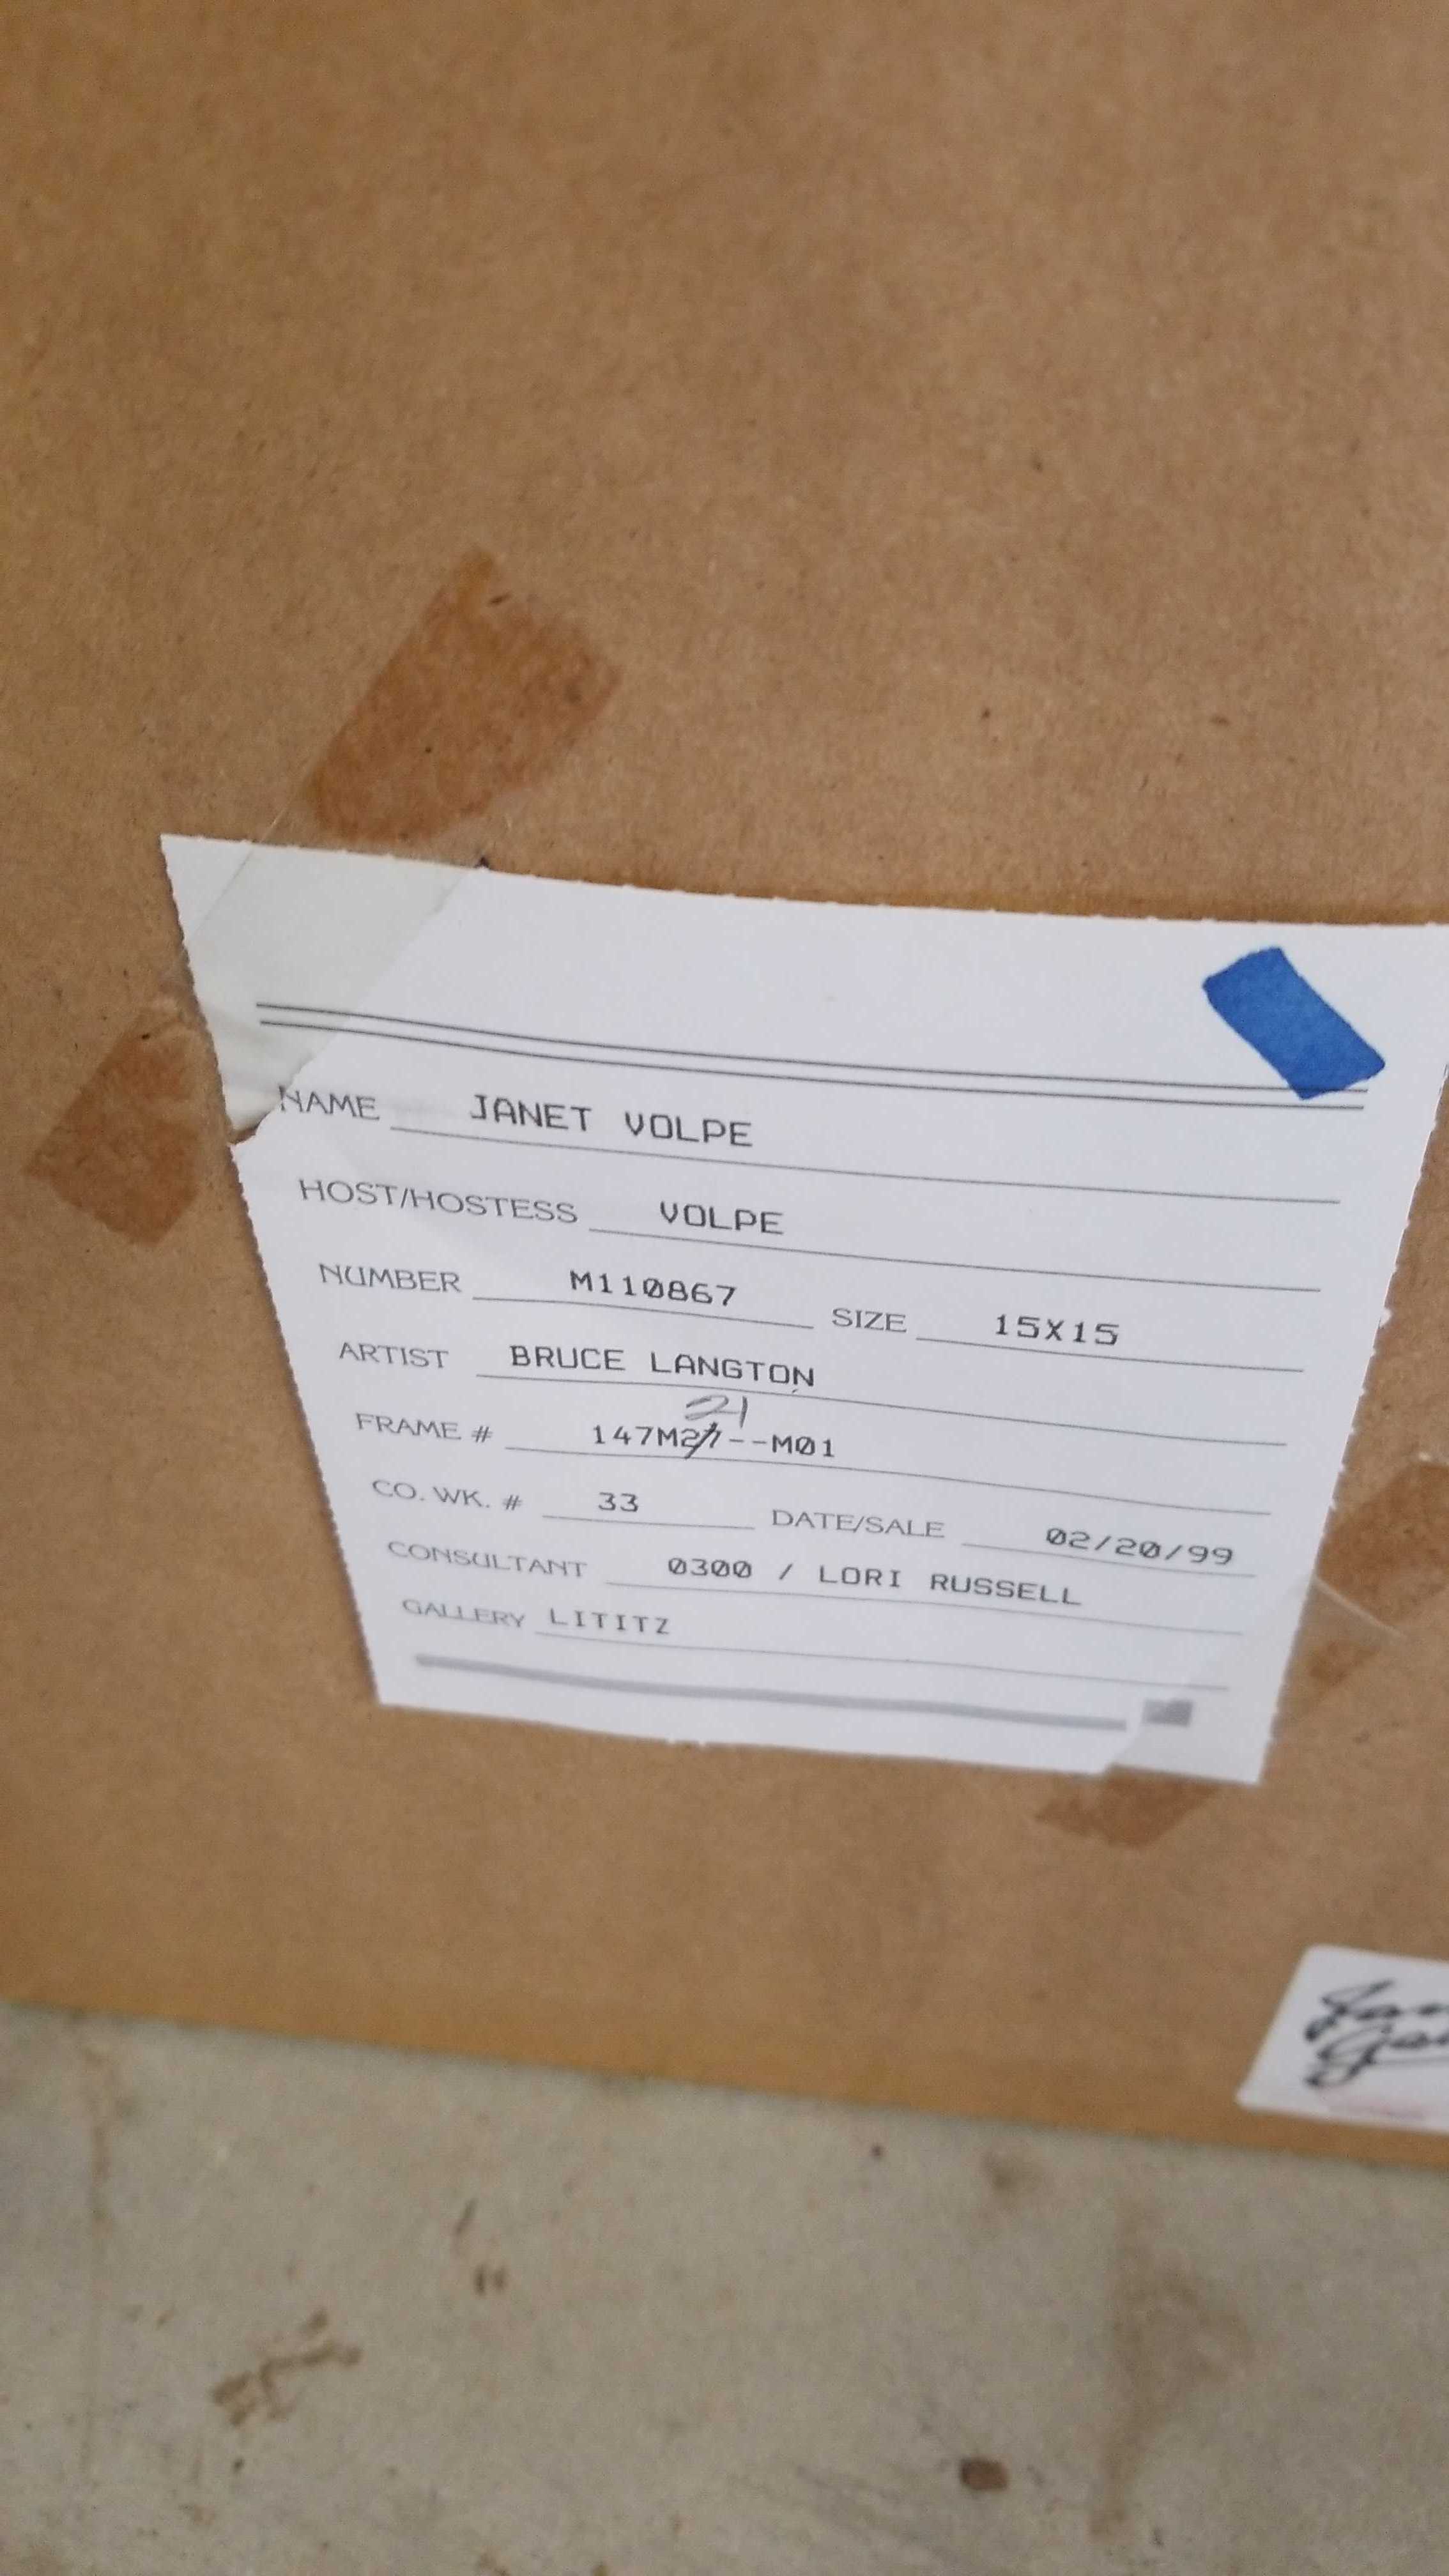 NAME JANET VOLPE
HOST/HOSTESS VOLPE
NUMBER M110867 SIZE 15X15
ARTIST BRUCE LANGTON
21
FRAME # 147M27--M01
CO. WK. # 33 DATE/SALE 02/20/99
CONSULTANT 0300 / LORI RUSSELL
GALLERY LITITZ